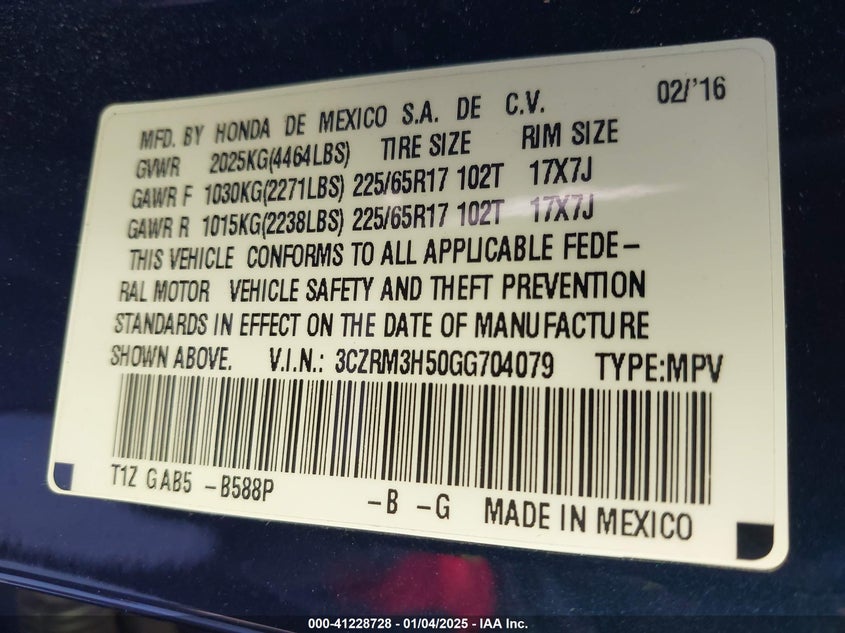 02/'16
MFD. BY HONDA DE MEXICO S.A. DE C.V.
GVWR 2025KG(4464LBS) TIRE SIZE RIM SIZE
GAWR F 1030KG(2271LBS) 225/65R17 102T 17X7J
GAWR R 1015KG(2238LBS) 225/65R17 102T 17X7J
THIS VEHICLE CONFORMS TO ALL APPLICABLE FEDE-
RAL MOTOR VEHICLE SAFETY AND THEFT PREVENTION
STANDARDS IN EFFECT ON THE DATE OF MANUFACTURE
SHOWN ABOVE. V.I.N.: 3CZRM3H50GG704079 TYPE:MPV
T1Z GAB5 -B588P -B -G MADE IN MEXICO
000-41228728 - 01/04/2025 - IAA Inc.